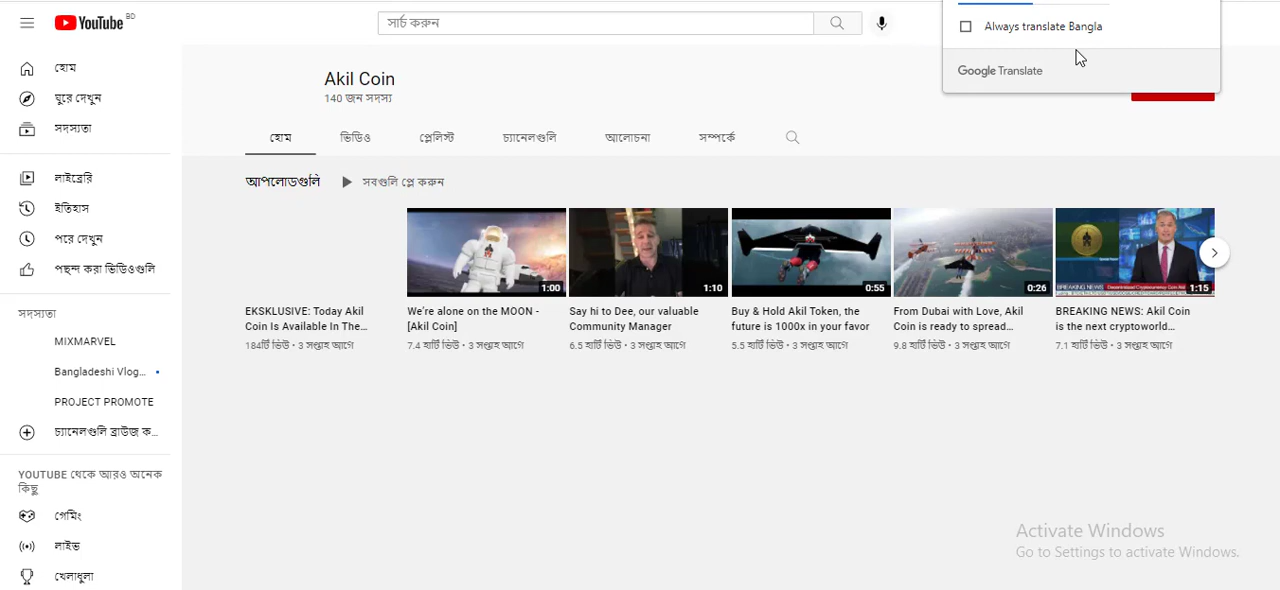 YouTube BD
সার্চ করুন
Always translate Bangla
Google Translate
হোম
ঘুরে দেখুন
সদস্যতা
লাইব্রেরি
ইতিহাস
পরে দেখুন
পছন্দ করা ভিডিওগুলি
সদস্যতা
MIXMARVEL
Bangladeshi Vlog...
PROJECT PROMOTE
চ্যানেলগুলি ব্রাউজ ক...
YOUTUBE থেকে আরও অনেক
কিছু
গেমিং
লাইভ
খেলাধুলা
Akil Coin
140 জন সদস্য
হোম ভিডিও প্লেলিস্ট চ্যানেলগুলি আলোচনা সম্পর্কে
আপলোডগুলি সবগুলি প্লে করুন
1:00 1:10 0:55 0:26 1:15
BREAKING NEWS
EKSKLUSIVE: Today Akil
Coin Is Available In The...
184টি ভিউ • 3 সপ্তাহ আগে
We're alone on the MOON -
[Akil Coin]
7.4 হাটি ভিউ • 3 সপ্তাহ আগে
Say hi to Dee, our valuable
Community Manager
6.5 হাটি ভিউ • 3 সপ্তাহ আগে
Buy & Hold Akil Token, the
future is 1000x in your favor
5.5 হাটি ভিউ • 3 সপ্তাহ আগে
From Dubai with Love, Akil
Coin is ready to spread...
9.8 হাটি ভিউ • 3 সপ্তাহ আগে
BREAKING NEWS: Akil Coin
is the next cryptoworld...
7.1 হাটি ভিউ • 3 সপ্তাহ আগে
Activate Windows
Go to Settings to activate Windows.